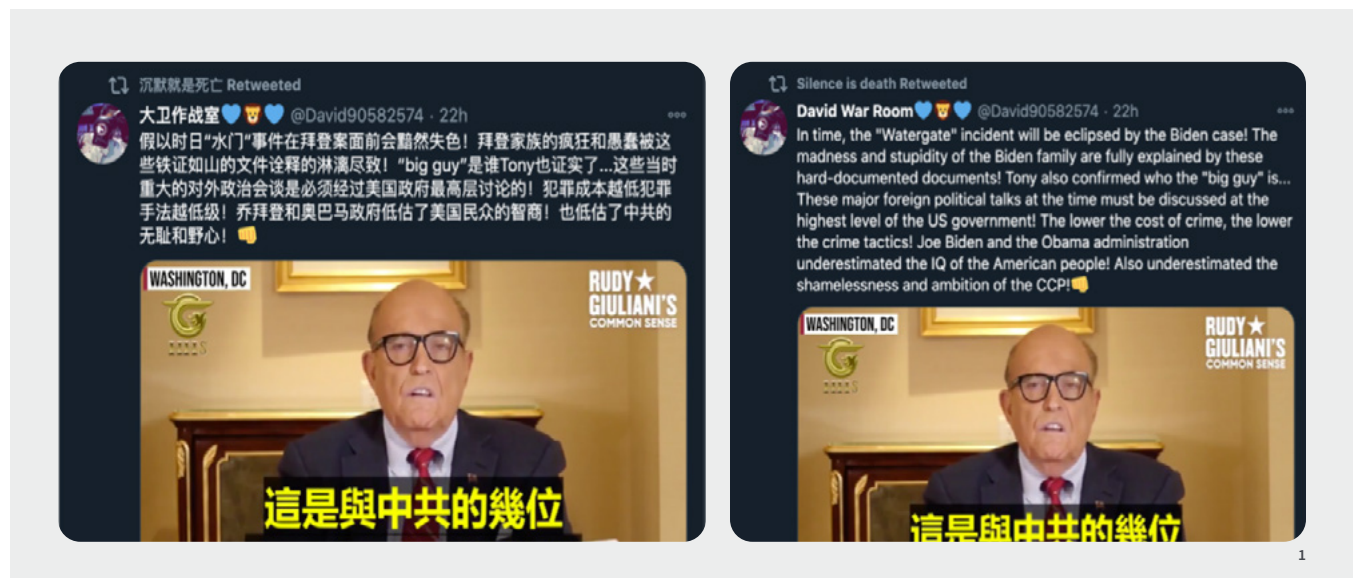 沉默就是死亡 Retweeted
大卫作战室💙🦁💙 @David90582574 · 22h
假以时日“水门”事件在拜登案面前会黯然失色！拜登家族的疯狂和愚蠢被这
些铁证如山的文件诠释的淋漓尽致！“big guy”是谁Tony也证实了...这些当时
重大的对外政治会谈是必须经过美国政府最高层讨论的！犯罪成本越低犯罪
手法越低级！乔拜登和奥巴马政府低估了美国民众的智商！也低估了中共的
无耻和野心！👊
WASHINGTON, DC
RUDY★
GIULIANI'S
COMMON SENSE
這是與中共的幾位
Silence is death Retweeted
David War Room💙🦁💙 @David90582574 · 22h
In time, the "Watergate" incident will be eclipsed by the Biden case! The
madness and stupidity of the Biden family are fully explained by these
hard-documented documents! Tony also confirmed who the "big guy" is...
These major foreign political talks at the time must be discussed at the
highest level of the US government! The lower the cost of crime, the lower
the crime tactics! Joe Biden and the Obama administration
underestimated the IQ of the American people! Also underestimated the
shamelessness and ambition of the CCP!👊
WASHINGTON, DC
RUDY★
GIULIANI'S
COMMON SENSE
這是與中共的幾位
1